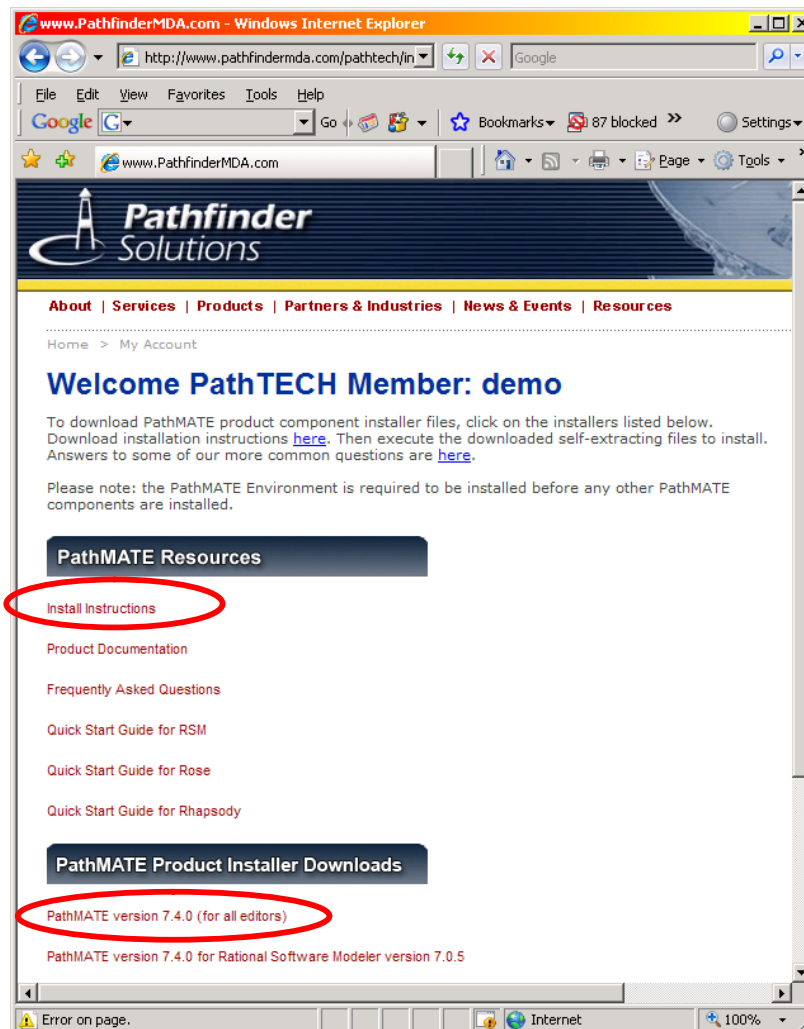 www.PathfinderMDA.com - Windows Internet Explorer
http://www.pathfindermda.com/pathtech/in
Google
File Edit View Favorites Tools Help
Google G Go Bookmarks 87 blocked » Settings
www.PathfinderMDA.com Page Tools »
Pathfinder
Solutions
About | Services | Products | Partners & Industries | News & Events | Resources
Home > My Account
Welcome PathTECH Member: demo
To download PathMATE product component installer files, click on the installers listed below.
Download installation instructions here. Then execute the downloaded self-extracting files to install.
Answers to some of our more common questions are here.
Please note: the PathMATE Environment is required to be installed before any other PathMATE
components are installed.
PathMATE Resources
Install Instructions
Product Documentation
Frequently Asked Questions
Quick Start Guide for RSM
Quick Start Guide for Rose
Quick Start Guide for Rhapsody
PathMATE Product Installer Downloads
PathMATE version 7.4.0 (for all editors)
PathMATE version 7.4.0 for Rational Software Modeler version 7.0.5
Error on page. Internet 100%